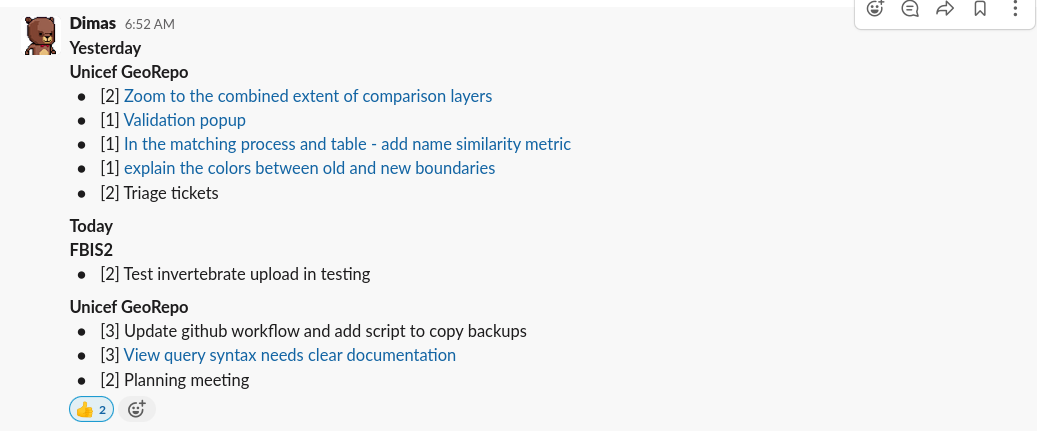 Dimas 6:52 AM
Yesterday
Unicef GeoRepo
● [2] Zoom to the combined extent of comparison layers
● [1] Validation popup
● [1] In the matching process and table - add name similarity metric
● [1] explain the colors between old and new boundaries
● [2] Triage tickets
Today
FBIS2
● [2] Test invertebrate upload in testing
Unicef GeoRepo
● [3] Update github workflow and add script to copy backups
● [3] View query syntax needs clear documentation
● [2] Planning meeting
👍 2